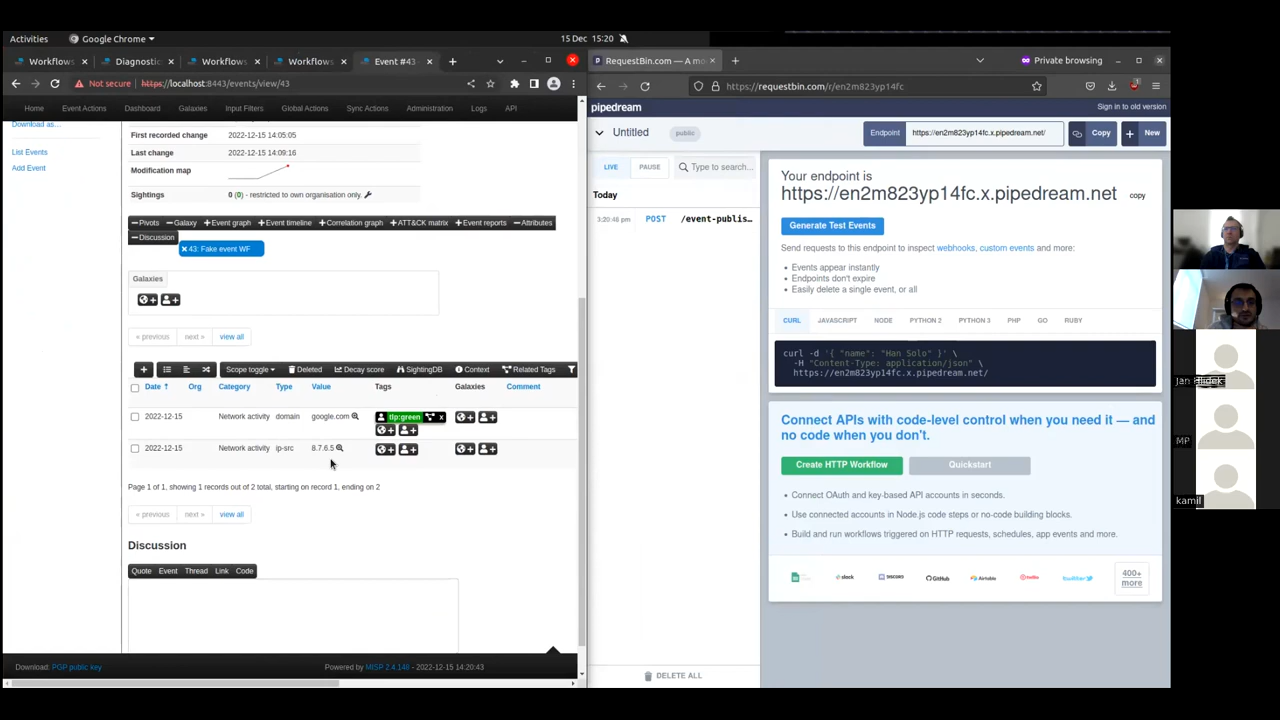 Activities Google Chrome 15 Dec 15:20
Workflows Diagnostic Workflows Workflows Event #43
Not secure https://localhost:8443/events/view/43
Home Event Actions Dashboard Galaxies Input Filters Global Actions Sync Actions Administration Logs API
Download as...
List Events
Add Event
First recorded change 2022-12-15 14:05:05
Last change 2022-12-15 14:09:16
Modification map
Sightings 0 (0) - restricted to own organisation only.
Pivots Galaxy Event graph Event timeline Correlation graph ATT&CK matrix Event reports Attributes
Discussion
43: Fake event WF
Galaxies
« previous next » view all
Scope toggle Deleted Decay score SightingDB Context Related Tags
Date Org Category Type Value Tags Galaxies Comment
2022-12-15 Network activity domain google.com tlp:green x
2022-12-15 Network activity ip-src 8.7.6.5
Page 1 of 1, showing 1 records out of 2 total, starting on record 1, ending on 2
« previous next » view all
Discussion
Quote Event Thread Link Code
Download: PGP public key Powered by MISP 2.4.148 - 2022-12-15 14:20:43
RequestBin.com — A mo Private browsing
https://requestbin.com/r/en2m823yp14fc
pipedream Sign in to old version
Untitled public Endpoint https://en2m823yp14fc.x.pipedream.net/ Copy New
LIVE PAUSE Type to search...
Today
3:20:46 pm POST /event-publis...
DELETE ALL
Your endpoint is
https://en2m823yp14fc.x.pipedream.net copy
Generate Test Events
Send requests to this endpoint to inspect webhooks, custom events and more:
Events appear instantly
Endpoints don't expire
Easily delete a single event, or all
CURL JAVASCRIPT NODE PYTHON 2 PYTHON 3 PHP GO RUBY
curl -d '{ "name": "Han Solo" }' \
-H "Content-Type: application/json" \
https://en2m823yp14fc.x.pipedream.net/
Connect APIs with code-level control when you need it — and
no code when you don't.
Create HTTP Workflow Quickstart
Connect OAuth and key-based API accounts in seconds.
Use connected accounts in Node.js code steps or no-code building blocks.
Build and run workflows triggered on HTTP requests, schedules, app events and more.
slack GitHub Airtable twilio twitter
400+
more
Jan
MP
kamil